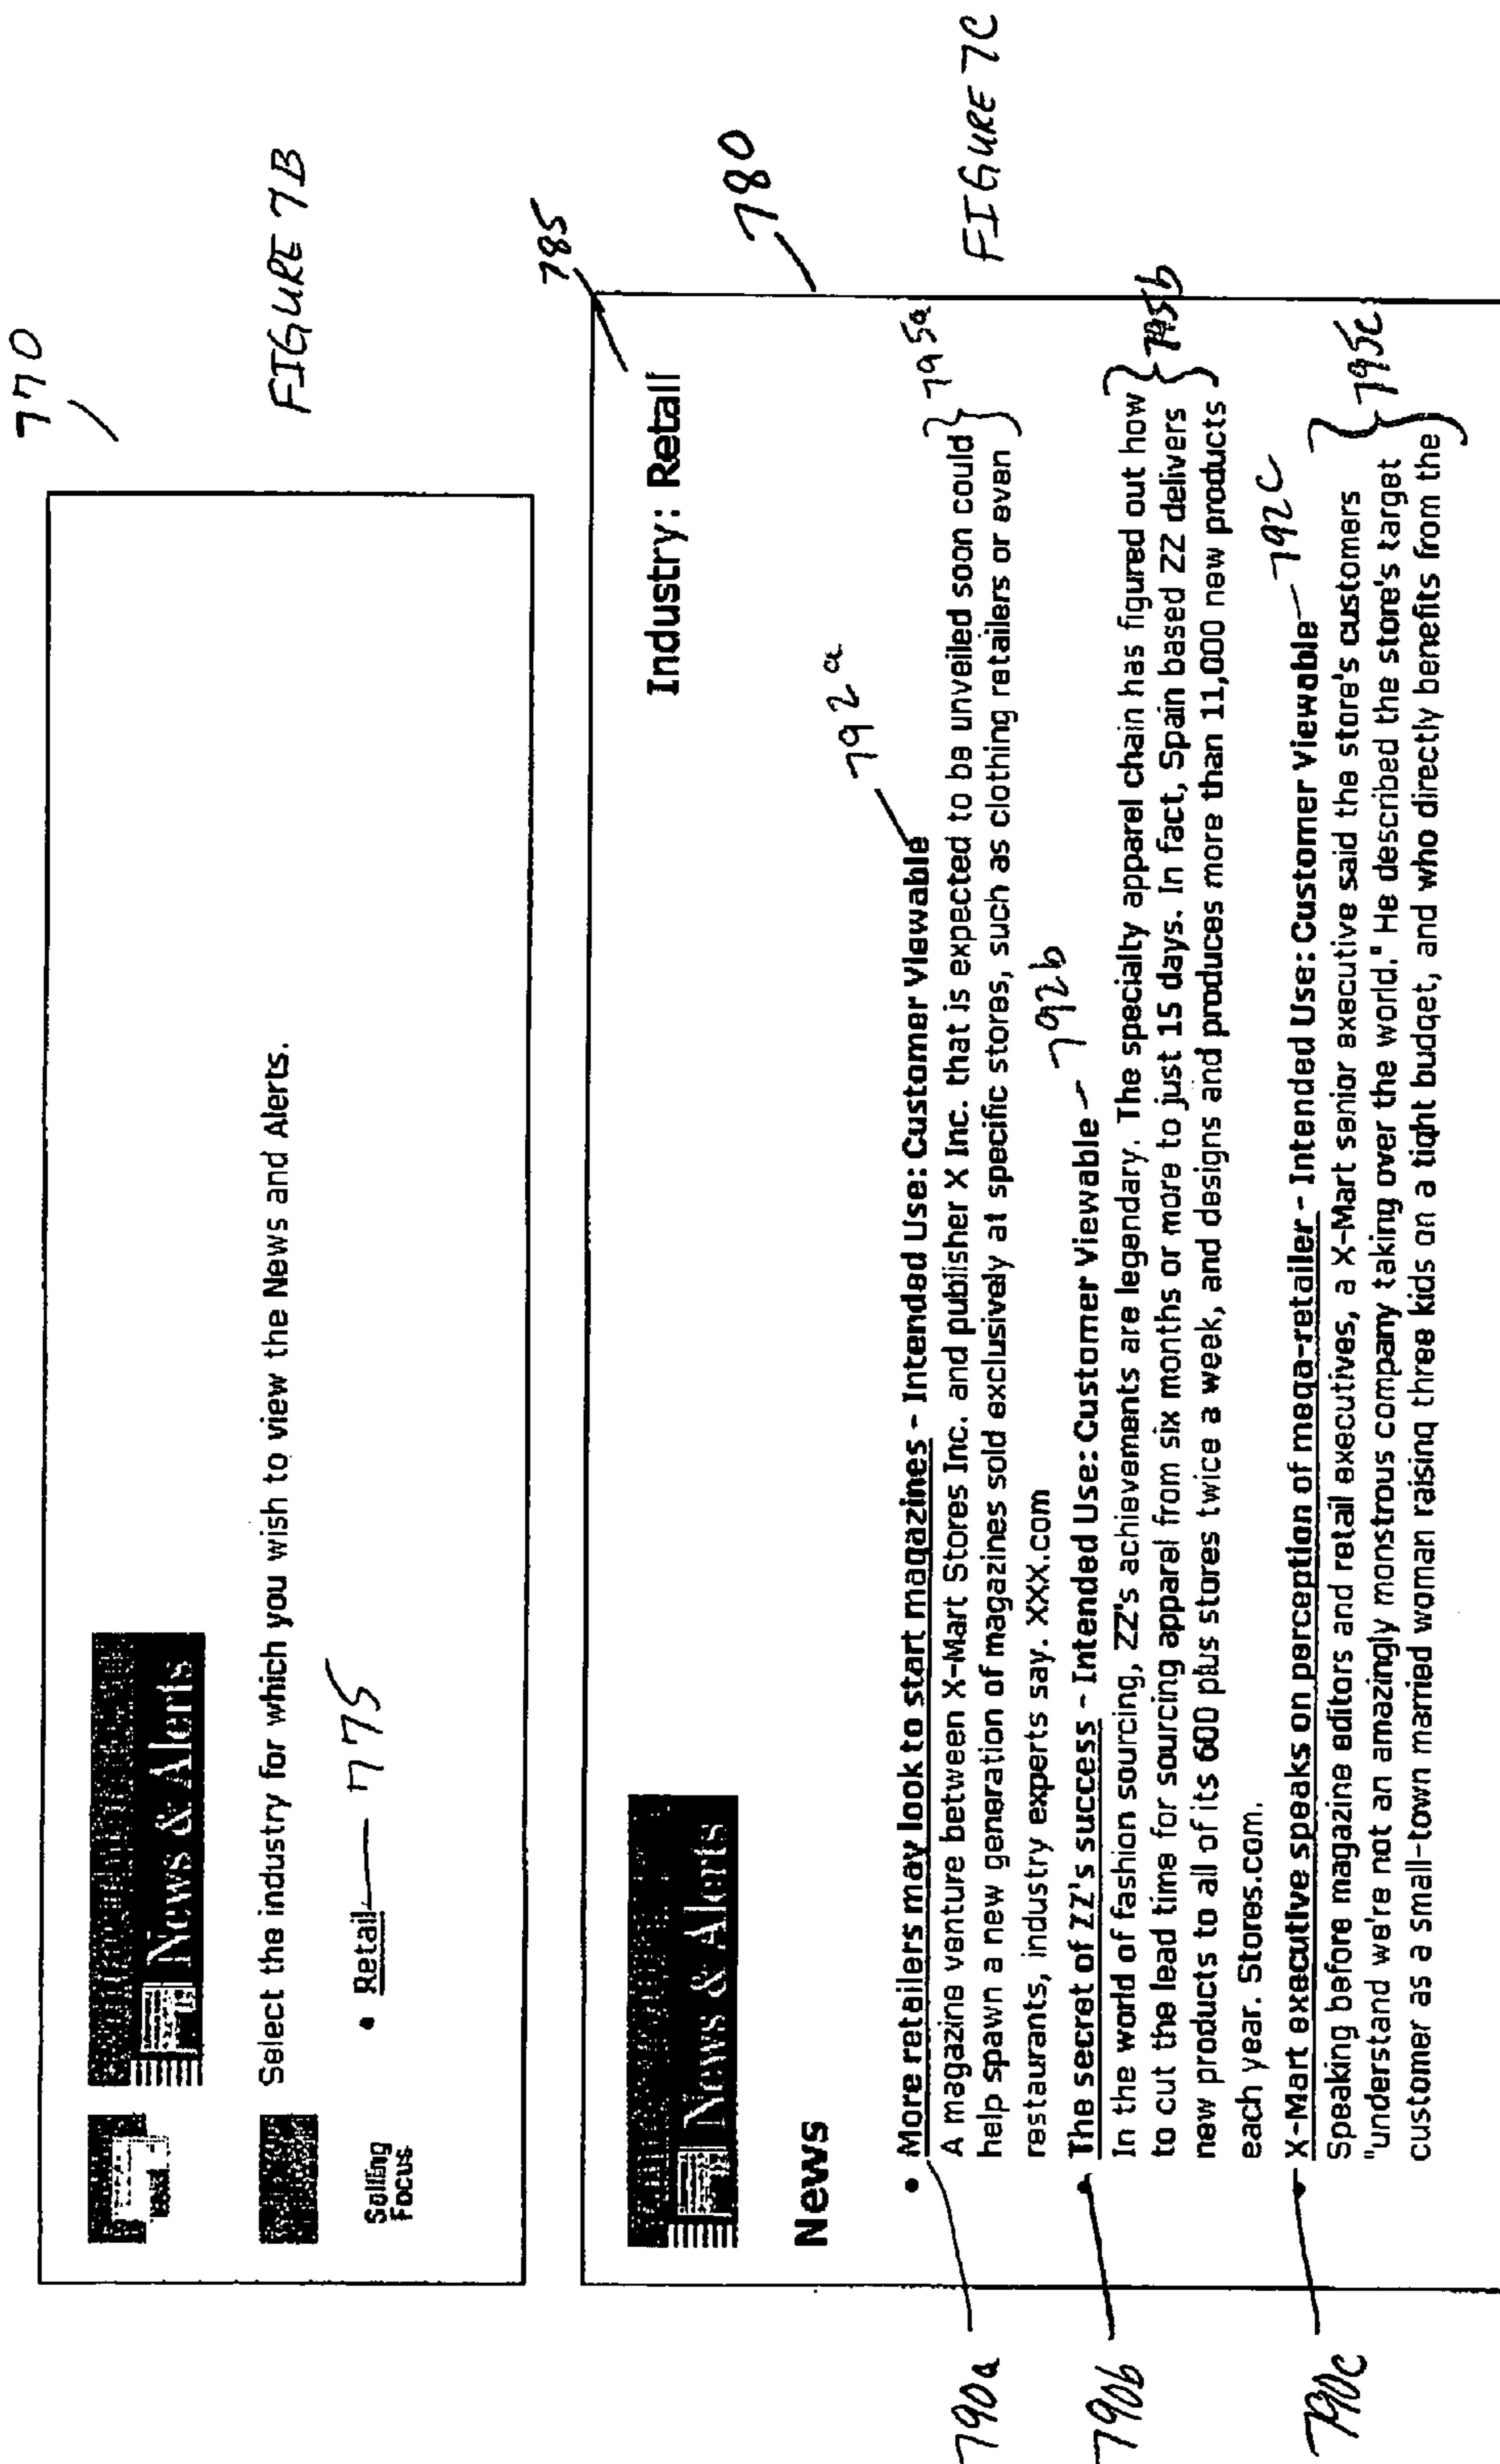 770
News & Alerts
Select the industry for which you wish to view the News and Alerts.
Selling
Focus
• Retail — 775
FIGURE 7B
785
780
News & Alerts
Industry: Retail
News
792a
790a
• More retailers may look to start magazines - Intended Use: Customer Viewable
A magazine venture between X-Mart Stores Inc. and publisher X Inc. that is expected to be unveiled soon could } 795a
help spawn a new generation of magazines sold exclusively at specific stores, such as clothing retailers or even
restaurants, industry experts say. XXX.com
790b
• The secret of ZZ's success - Intended Use: Customer Viewable - 792b
In the world of fashion sourcing, ZZ's achievements are legendary. The specialty apparel chain has figured out how
to cut the lead time for sourcing apparel from six months or more to just 15 days. In fact, Spain based ZZ delivers } 795b
new products to all of its 600 plus stores twice a week, and designs and produces more than 11,000 new products
each year. Stores.com.
790c
• X-Mart executive speaks on perception of mega-retailer - Intended Use: Customer Viewable - 792c
Speaking before magazine editors and retail executives, a X-Mart senior executive said the store's customers
"understand we're not an amazingly monstrous company taking over the world." He described the store's target } 795c
customer as a small-town married woman raising three kids on a tight budget, and who directly benefits from the
FIGURE 7C